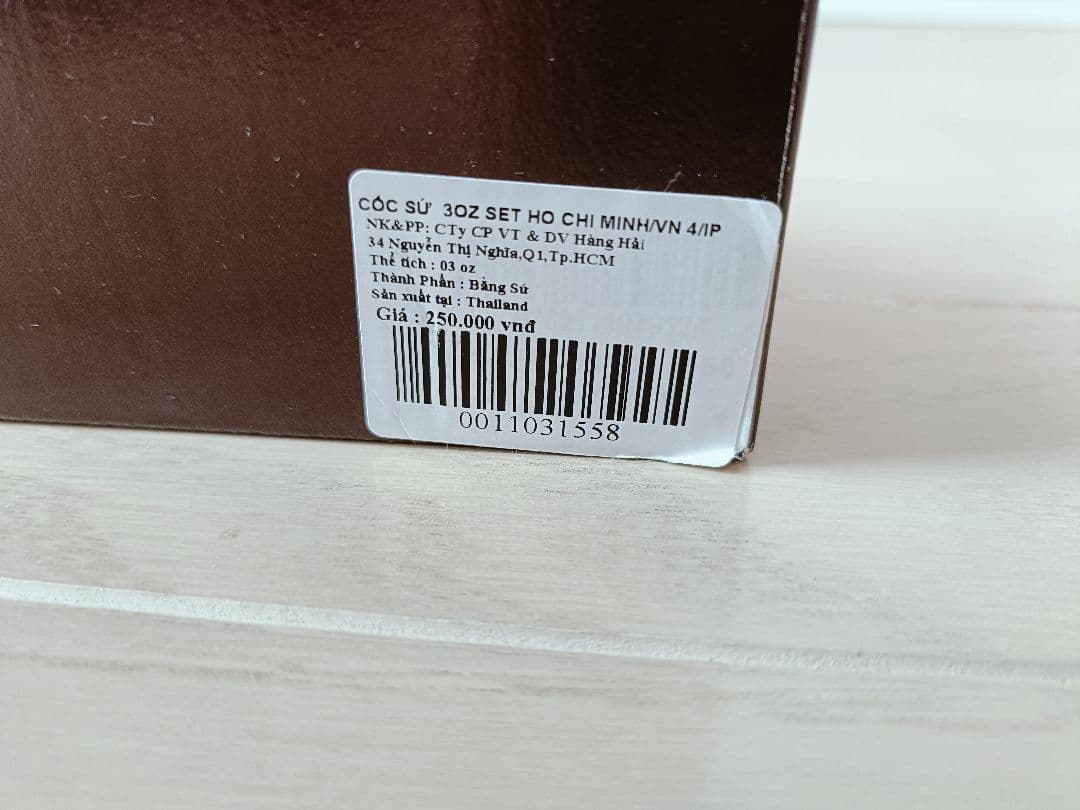 CỐC SỨ 3OZ SET HO CHI MINH/VN 4/IP
NK&PP: CTy CP VT & DV Hàng Hải
34 Nguyễn Thị Nghĩa,Q1,Tp.HCM
Thể tích : 03 oz
Thành Phần : Bằng Sứ
Sản xuất tại : Thailand
Giá : 250.000 vnđ
0011031558